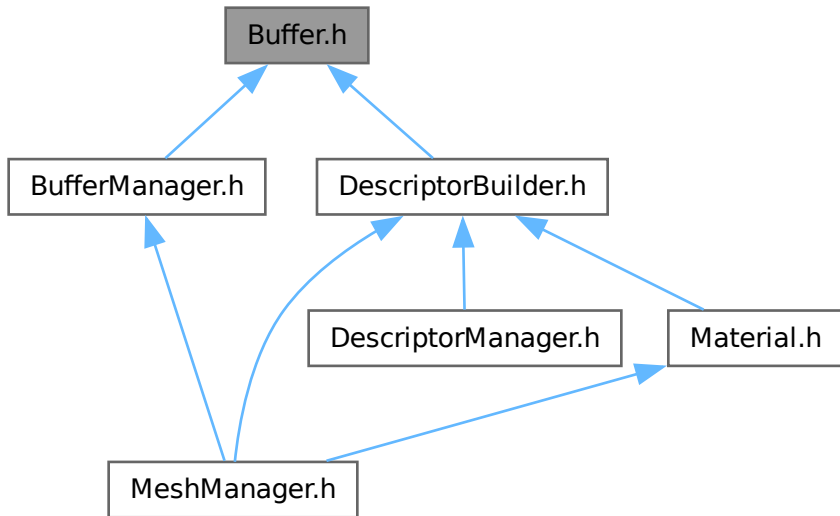 Buffer.h
BufferManager.h
DescriptorBuilder.h
DescriptorManager.h
Material.h
MeshManager.h